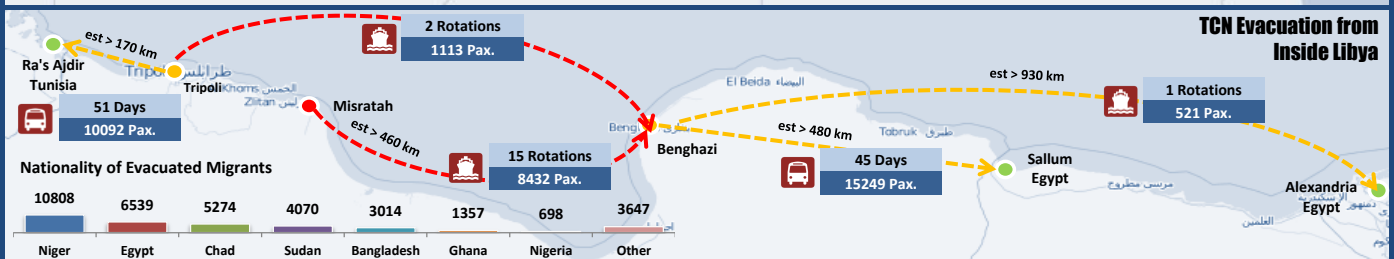 TCN Evacuation from
Inside Libya
2 Rotations
1113 Pax.
est > 170 km
Ra's Ajdir
Tunisia
Tripoli
طرابلس
Tripoli
Khoms الخمس
Zlitan زليتن
Misratah
51 Days
10092 Pax.
est > 460 km
15 Rotations
8432 Pax.
Benghazi
El Beida البيضاء
est > 930 km
1 Rotations
521 Pax.
est > 480 km
Tobruk طبرق
45 Days
15249 Pax.
Sallum
Egypt
مرسى مطروح
Alexandria
Egypt
الإسكندرية
دمنهور
العلمين
Nationality of Evacuated Migrants
10808 6539 5274 4070 3014 1357 698 3647
Niger Egypt Chad Sudan Bangladesh Ghana Nigeria Other